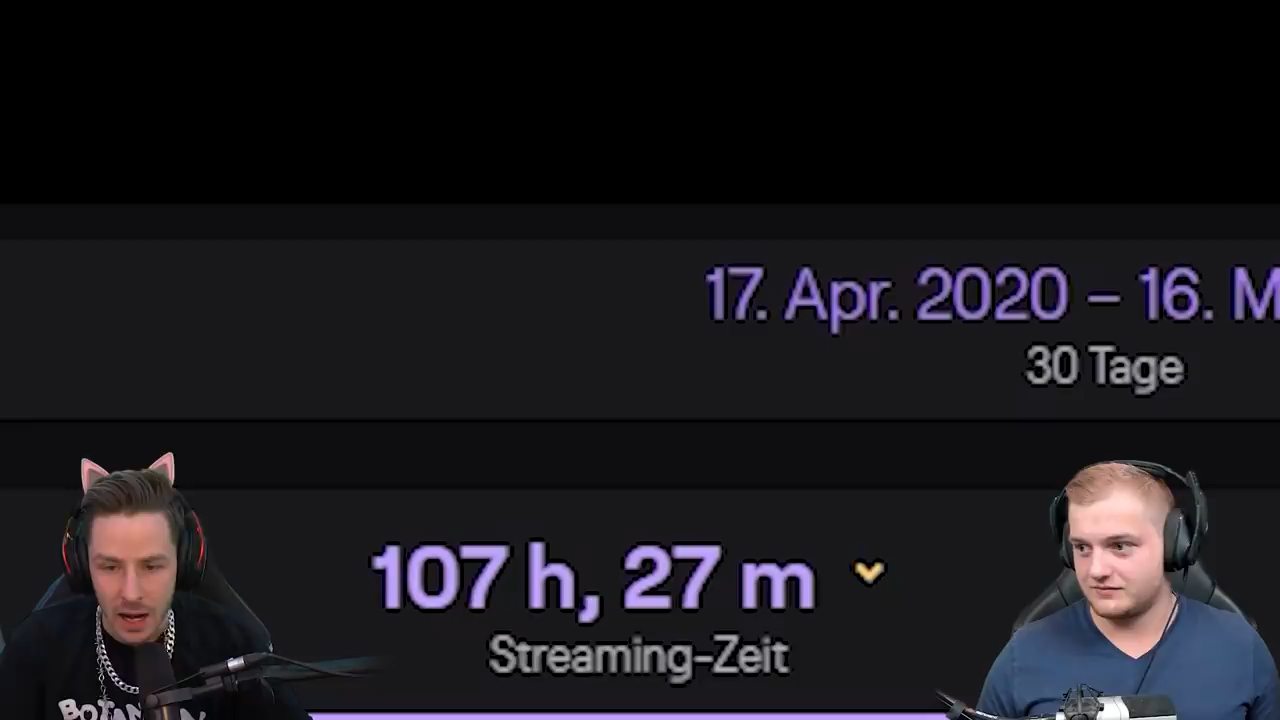 17. Apr. 2020 – 16. M
30 Tage
107 h, 27 m
Streaming-Zeit